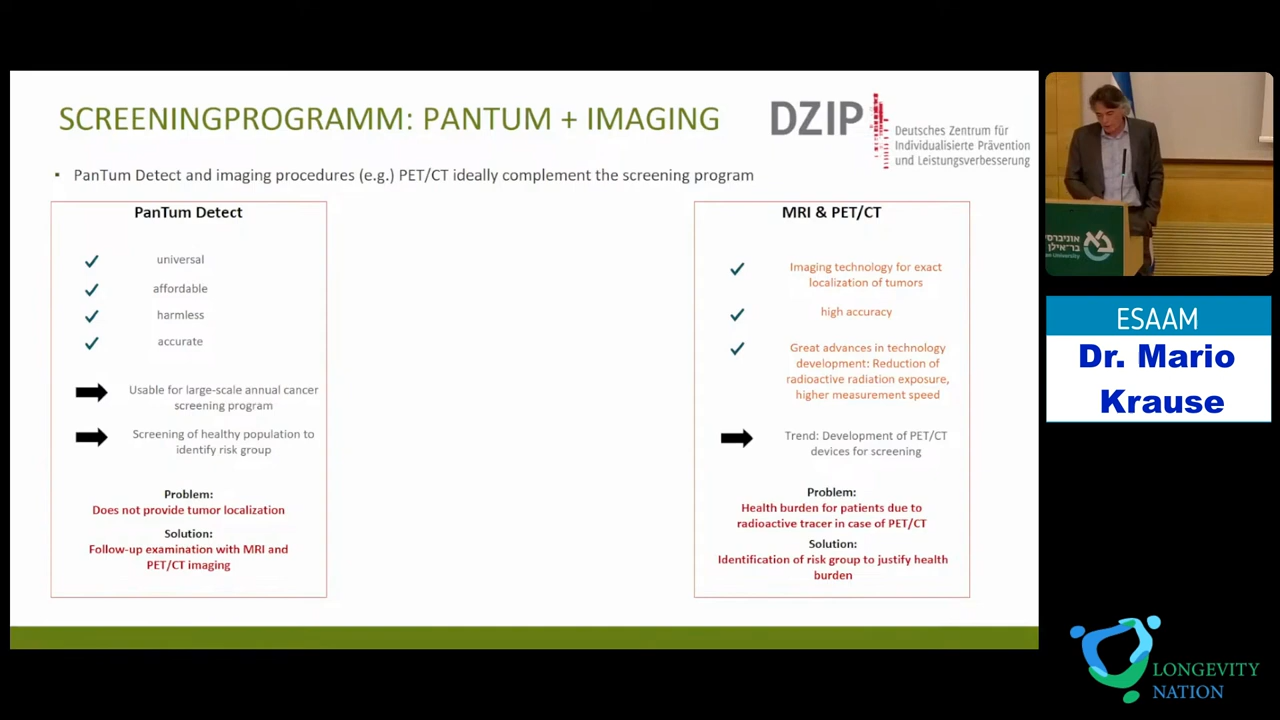 SCREENINGPROGRAMM: PANTUM + IMAGING
DZIP
Deutsches Zentrum für
Individualisierte Prävention
und Leistungsverbesserung
▪ PanTum Detect and imaging procedures (e.g.) PET/CT ideally complement the screening program
PanTum Detect
universal
affordable
harmless
accurate
Usable for large-scale annual cancer
screening program
Screening of healthy population to
identify risk group
Problem:
Does not provide tumor localization
Solution:
Follow-up examination with MRI and
PET/CT imaging
MRI & PET/CT
Imaging technology for exact
localization of tumors
high accuracy
Great advances in technology
development: Reduction of
radioactive radiation exposure,
higher measurement speed
Trend: Development of PET/CT
devices for screening
Problem:
Health burden for patients due to
radioactive tracer in case of PET/CT
Solution:
Identification of risk group to justify health
burden
אוניברסי
בר־אילן
University
ESAAM
Dr. Mario
Krause
LONGEVITY
NATION